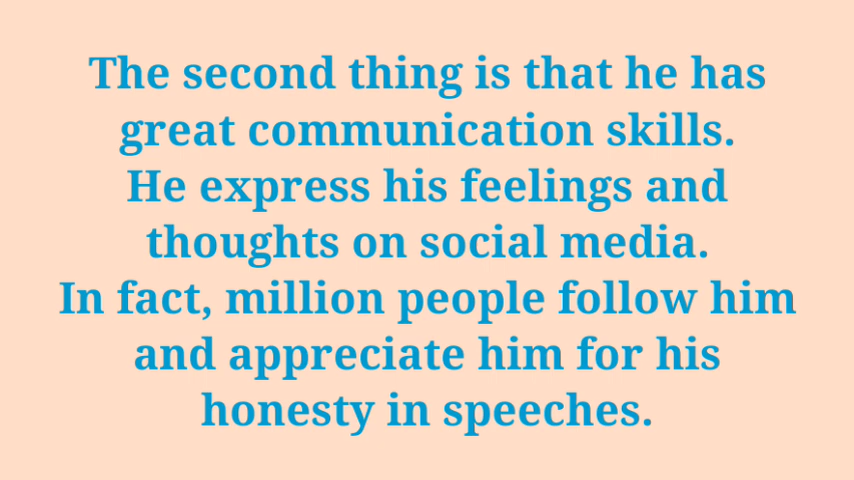 The second thing is that he has
great communication skills.
He express his feelings and
thoughts on social media.
In fact, million people follow him
and appreciate him for his
honesty in speeches.